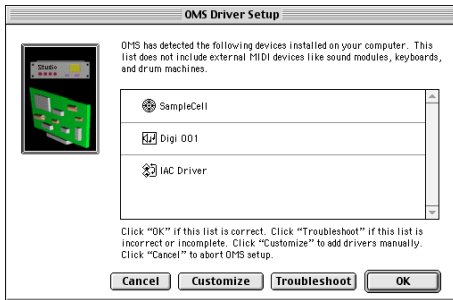 OMS Driver Setup
OMS has detected the following devices installed on your computer. This
list does not include external MIDI devices like sound modules, keyboards,
and drum machines.
Studio
SampleCell
Digi 001
IAC Driver
Click “OK” if this list is correct. Click “Troubleshoot” if this list is
incorrect or incomplete. Click “Customize” to add drivers manually.
Click “Cancel” to abort OMS setup.
Cancel Customize Troubleshoot OK